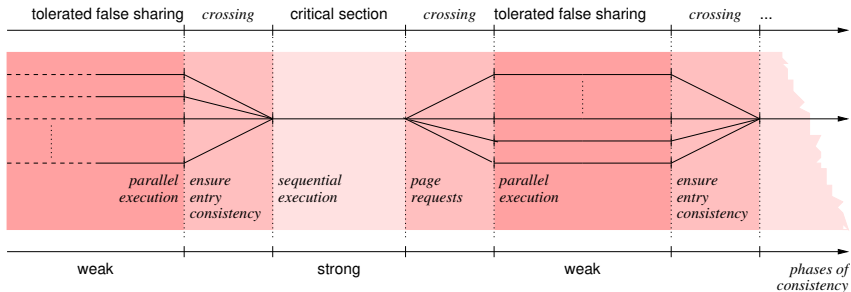 tolerated false sharing crossing critical section crossing tolerated false sharing crossing ...
parallel ensure sequential page parallel ensure
execution entry execution requests execution entry
consistency consistency
weak strong weak phases of
consistency